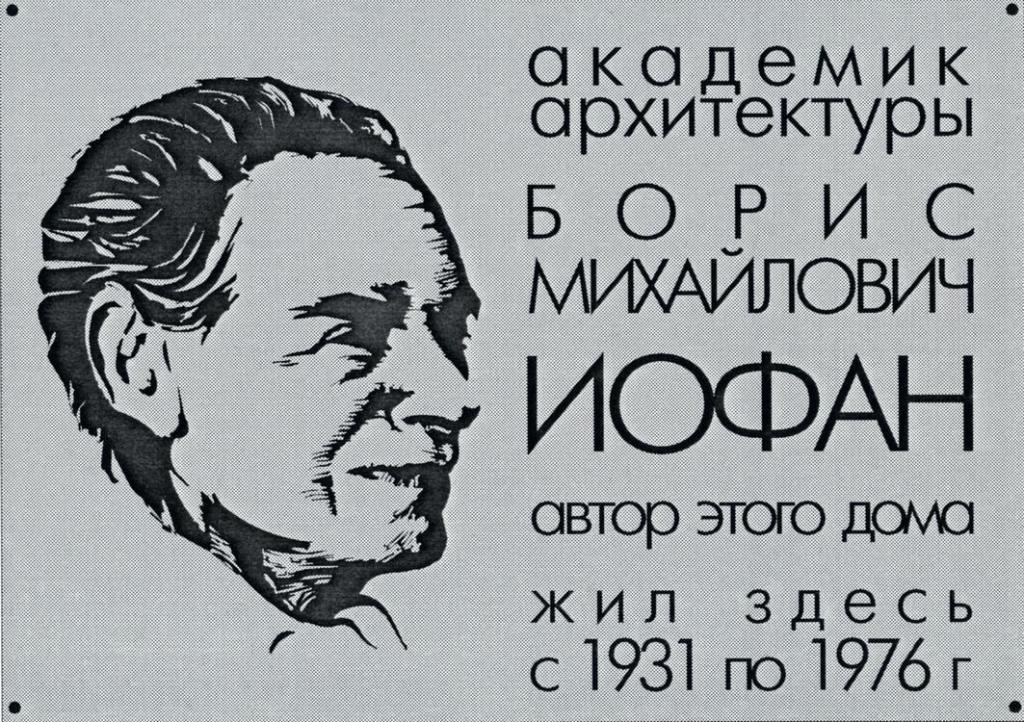 академик
архитектуры
БОРИС
МИХАЙЛОВИЧ
ИОФАН
автор этого дома
жил здесь
с 1931 по 1976 г